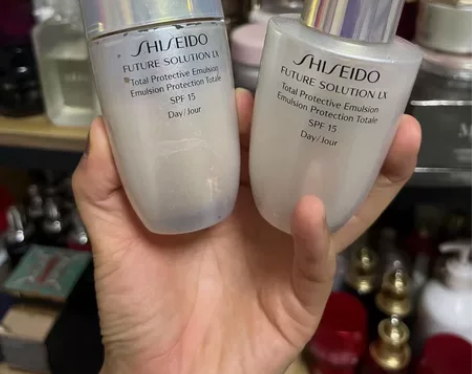 SHISEIDO
FUTURE SOLUTION LX
Total Protective Emulsion
Emulsion Protection Totale
SPF 15
Day/Jour
SHISEIDO
FUTURE SOLUTION LX
Total Protective Emulsion
Emulsion Protection Totale
SPF 15
Day/Jour